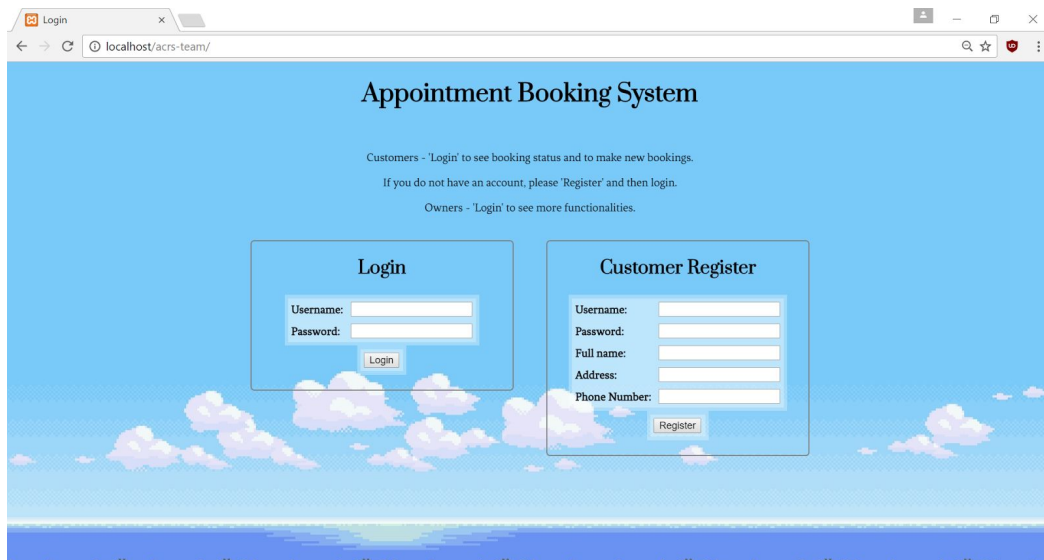 Login
localhost/acrs-team/
Appointment Booking System
Customers - 'Login' to see booking status and to make new bookings.
If you do not have an account, please 'Register' and then login.
Owners - 'Login' to see more functionalities.
Login
Username:
Password:
Login
Customer Register
Username:
Password:
Full name:
Address:
Phone Number:
Register